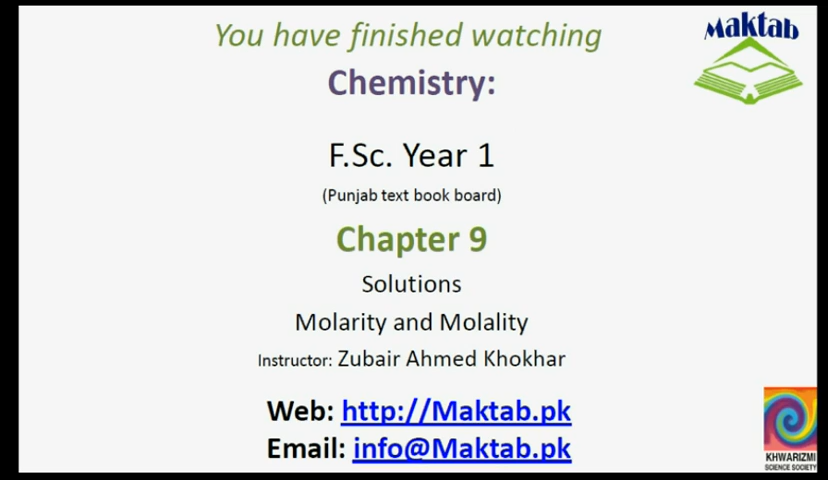 You have finished watching
Maktab
Chemistry:
F.Sc. Year 1
(Punjab text book board)
Chapter 9
Solutions
Molarity and Molality
Instructor: Zubair Ahmed Khokhar
Web: http://Maktab.pk
Email: info@Maktab.pk
KHWARIZMI
SCIENCE SOCIETY